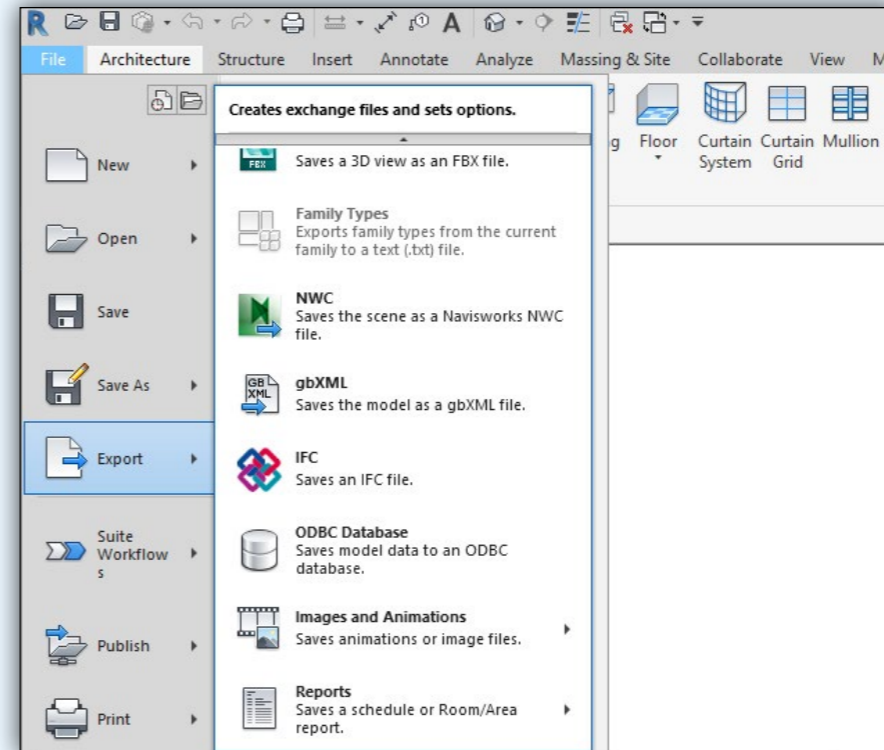 File Architecture Structure Insert Annotate Analyze Massing & Site Collaborate View M
Creates exchange files and sets options.
FBX
Saves a 3D view as an FBX file.
Family Types
Exports family types from the current
family to a text (.txt) file.
NWC
Saves the scene as a Navisworks NWC
file.
GB
XML
gbXML
Saves the model as a gbXML file.
IFC
Saves an IFC file.
ODBC Database
Saves model data to an ODBC
database.
Images and Animations
Saves animations or image files.
Reports
Saves a schedule or Room/Area
report.
New
Open
Save
Save As
Export
Suite
Workflow
s
Publish
Print
g Floor Curtain Curtain Mullion
System Grid